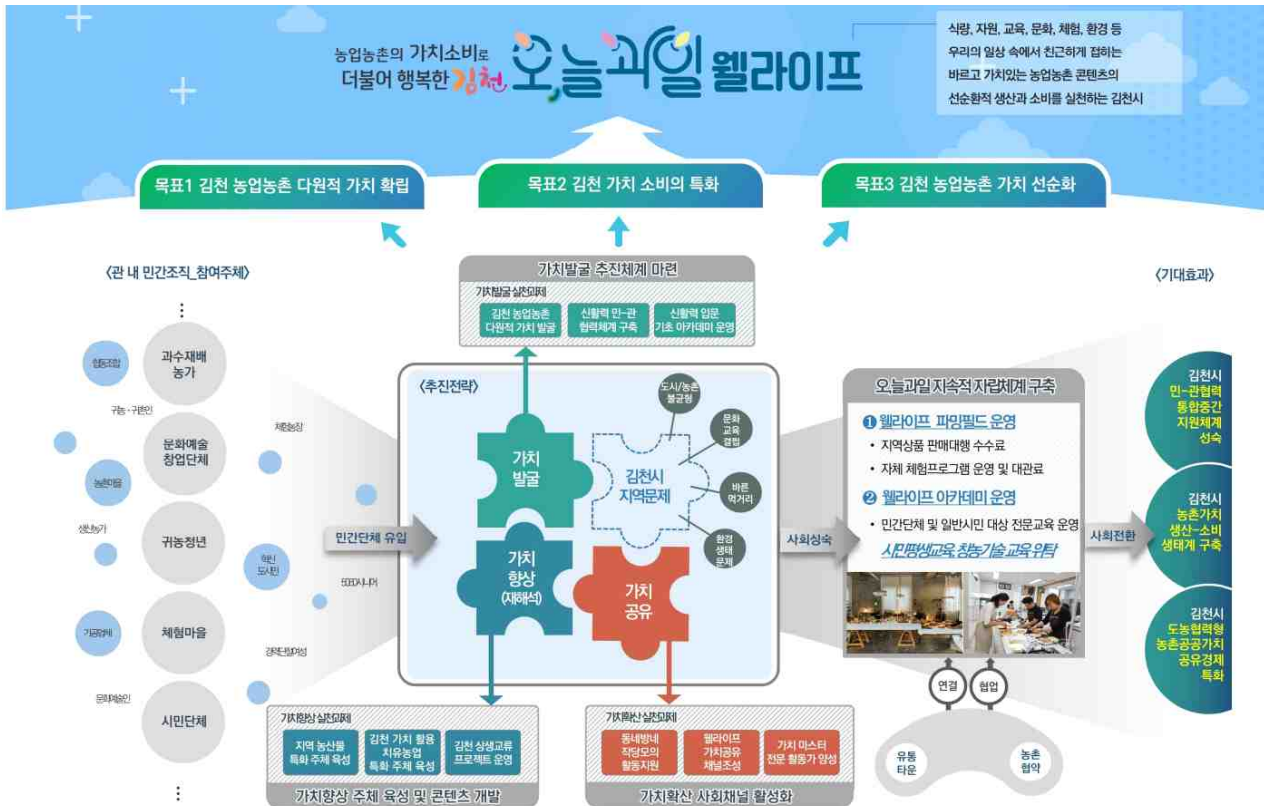 농업농촌의 가치소비로
더불어 행복한 김천
오늘과일 웰라이프
식량, 자원, 교육, 문화, 체험, 환경 등
우리의 일상 속에서 친근하게 접하는
바르고 가치있는 농업농촌 콘텐츠의
선순환적 생산과 소비를 실천하는 김천시
목표1 김천 농업농촌 다원적 가치 확립
목표2 김천 가치 소비의 특화
목표3 김천 농업농촌 가치 선순화
〈관 내 민간조직_참여주체〉
과수재배
농가
문화예술
창업단체
귀농청년
체험마을
시민단체
협동조합
귀농·귀촌인
체험농장
농촌마을
생산농가
혁신
도시민
5060시니어
가공업체
경력단절여성
문화예술인
민간단체 유입
가치발굴 추진체계 마련
가치발굴 실천과제
김천 농업농촌
다원적 가치 발굴
신활력 민-관
협력체계 구축
신활력 입문
기초 아카데미 운영
〈추진전략〉
가치
발굴
김천시
지역문제
가치
향상
(재해석)
가치
공유
도시/농촌
불균형
문화
교육
결핍
바른
먹거리
환경
생태
문제
가치향상 실천과제
지역 농산물
특화 주체 육성
김천 가치 활용
치유농업
특화 주체 육성
김천 상생교류
프로젝트 운영
가치향상 주체 육성 및 콘텐츠 개발
가치확산 실천과제
동네방네
작당모의
활동지원
웰라이프
가치공유
채널조성
가치 마스터
전문 활동가 양성
가치확산 사회채널 활성화
사회성숙
오늘과일 지속적 자립체계 구축
❶ 웰라이프 파밍필드 운영
• 지역상품 판매대행 수수료
• 자체 체험프로그램 운영 및 대관료
❷ 웰라이프 아카데미 운영
• 민간단체 및 일반시민 대상 전문교육 운영
시민평생교육, 창농기술 교육 위탁
연결
협업
유통
타운
농촌
협약
사회전환
〈기대효과〉
김천시
민-관협력
통합중간
지원체계
성숙
김천시
농촌가치
생산-소비
생태계 구축
김천시
도농협력형
농촌공공가치
공유경제
특화